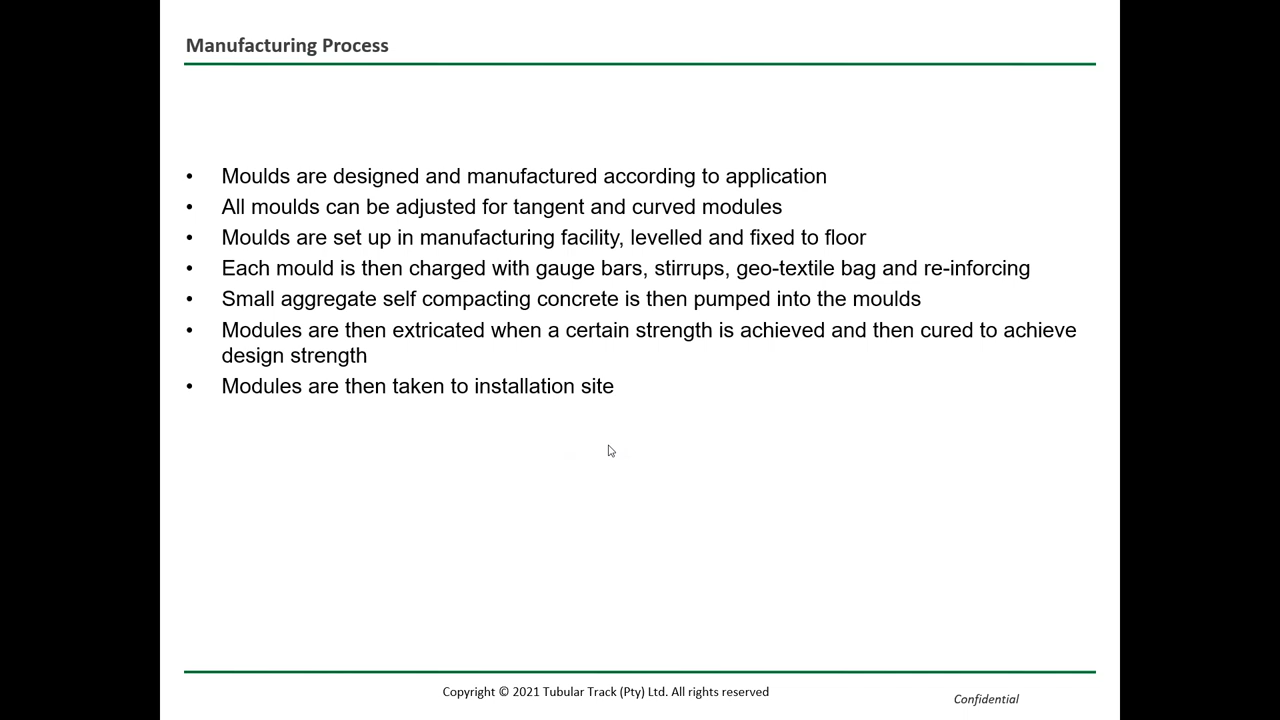 Manufacturing Process
• Moulds are designed and manufactured according to application
• All moulds can be adjusted for tangent and curved modules
• Moulds are set up in manufacturing facility, levelled and fixed to floor
• Each mould is then charged with gauge bars, stirrups, geo-textile bag and re-inforcing
• Small aggregate self compacting concrete is then pumped into the moulds
• Modules are then extricated when a certain strength is achieved and then cured to achieve
design strength
• Modules are then taken to installation site
Copyright © 2021 Tubular Track (Pty) Ltd. All rights reserved
Confidential